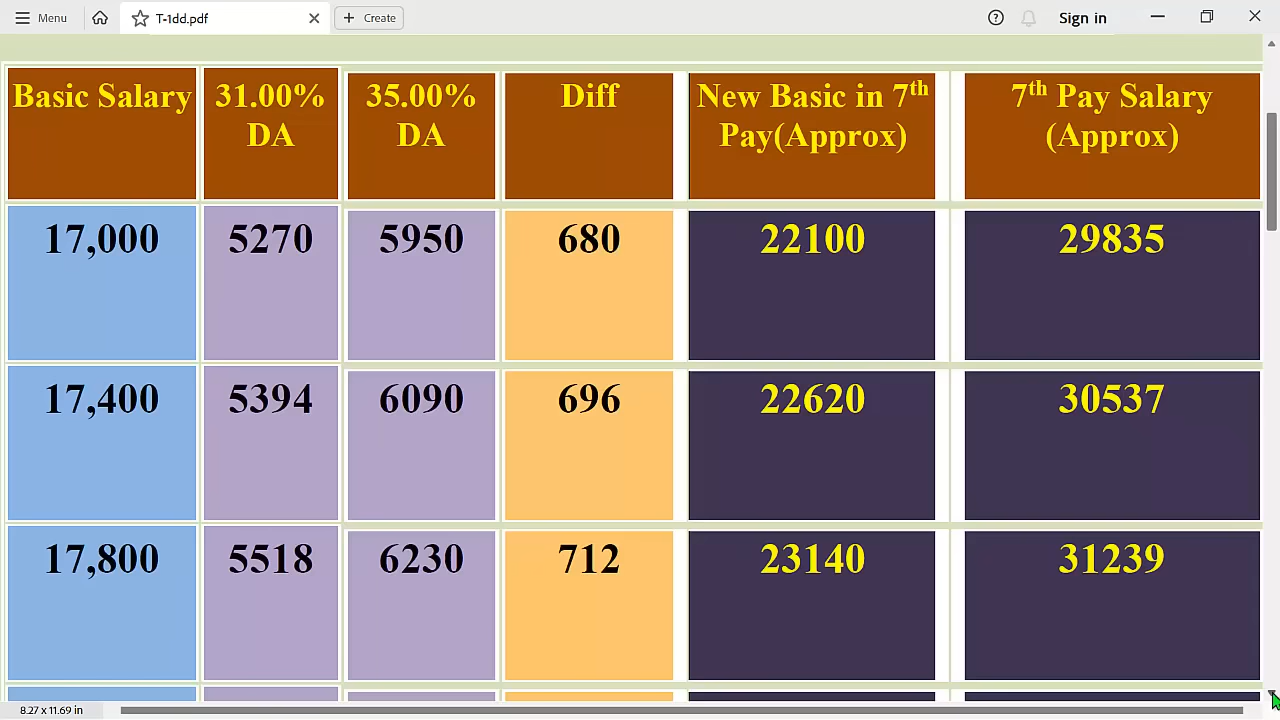 Menu T-1dd.pdf Create Sign in
Basic Salary 31.00% 35.00% Diff New Basic in 7th 7th Pay Salary
DA DA Pay(Approx) (Approx)
17,000 5270 5950 680 22100 29835
17,400 5394 6090 696 22620 30537
17,800 5518 6230 712 23140 31239
8.27 x 11.69 in